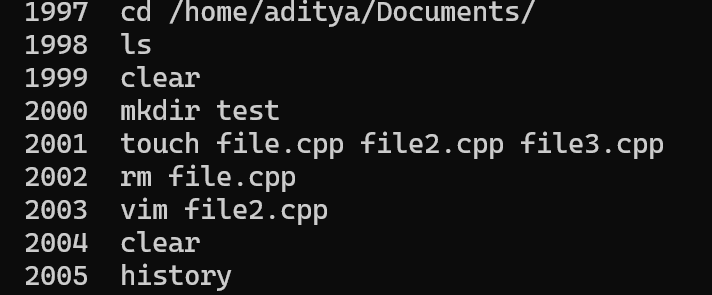 1997 cd /home/aditya/Documents/
1998 ls
1999 clear
2000 mkdir test
2001 touch file.cpp file2.cpp file3.cpp
2002 rm file.cpp
2003 vim file2.cpp
2004 clear
2005 history